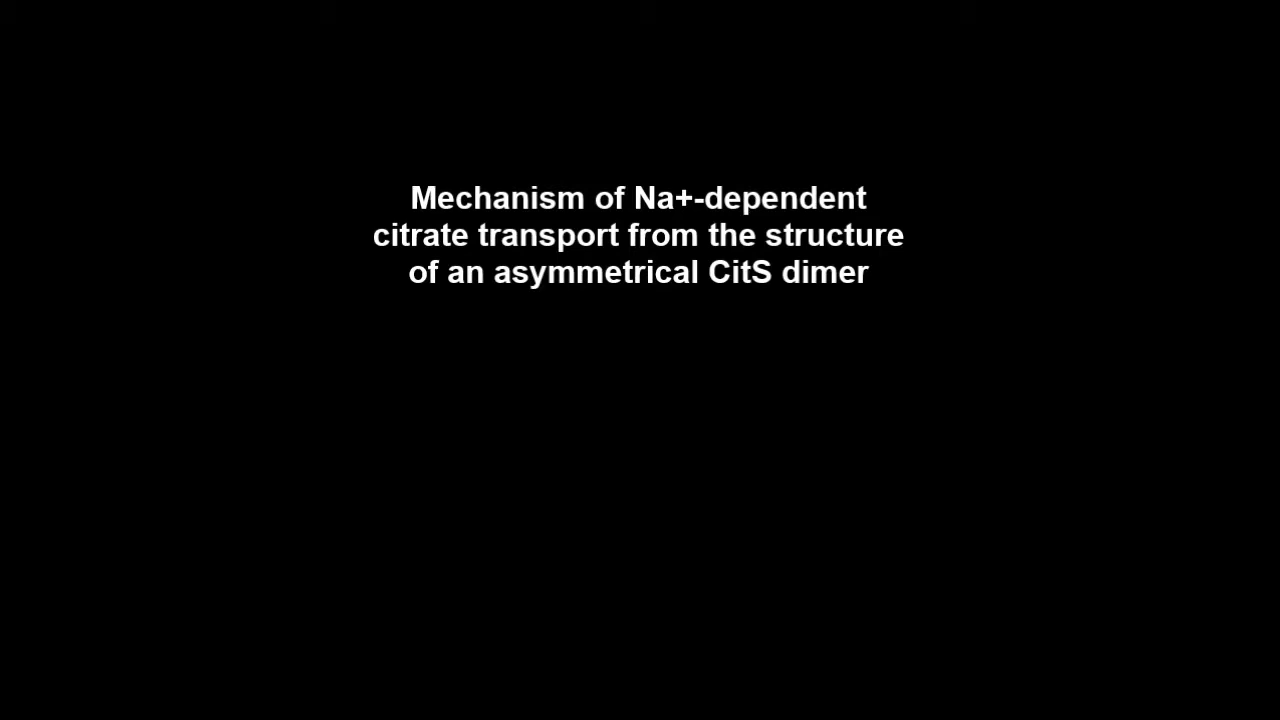 Mechanism of Na+-dependent
citrate transport from the structure
of an asymmetrical CitS dimer